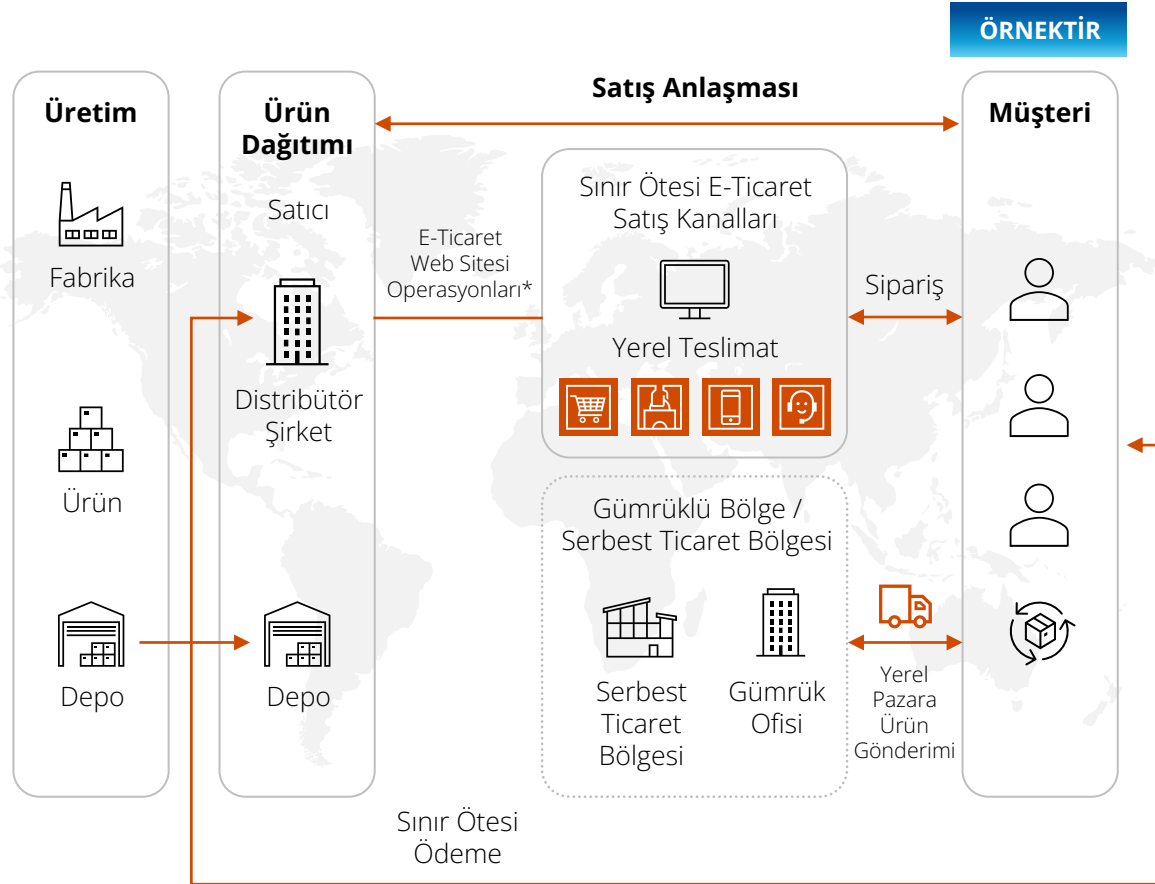 ÖRNEKTİR
Üretim
Fabrika
Ürün
Depo
Ürün
Dağıtımı
Satıcı
Distribütör
Şirket
Depo
Satış Anlaşması
E-Ticaret
Web Sitesi
Operasyonları*
Sınır Ötesi E-Ticaret
Satış Kanalları
Yerel Teslimat
Gümrüklü Bölge /
Serbest Ticaret Bölgesi
Serbest
Ticaret
Bölgesi
Gümrük
Ofisi
Sipariş
Yerel
Pazara
Ürün
Gönderimi
Müşteri
Sınır Ötesi
Ödeme